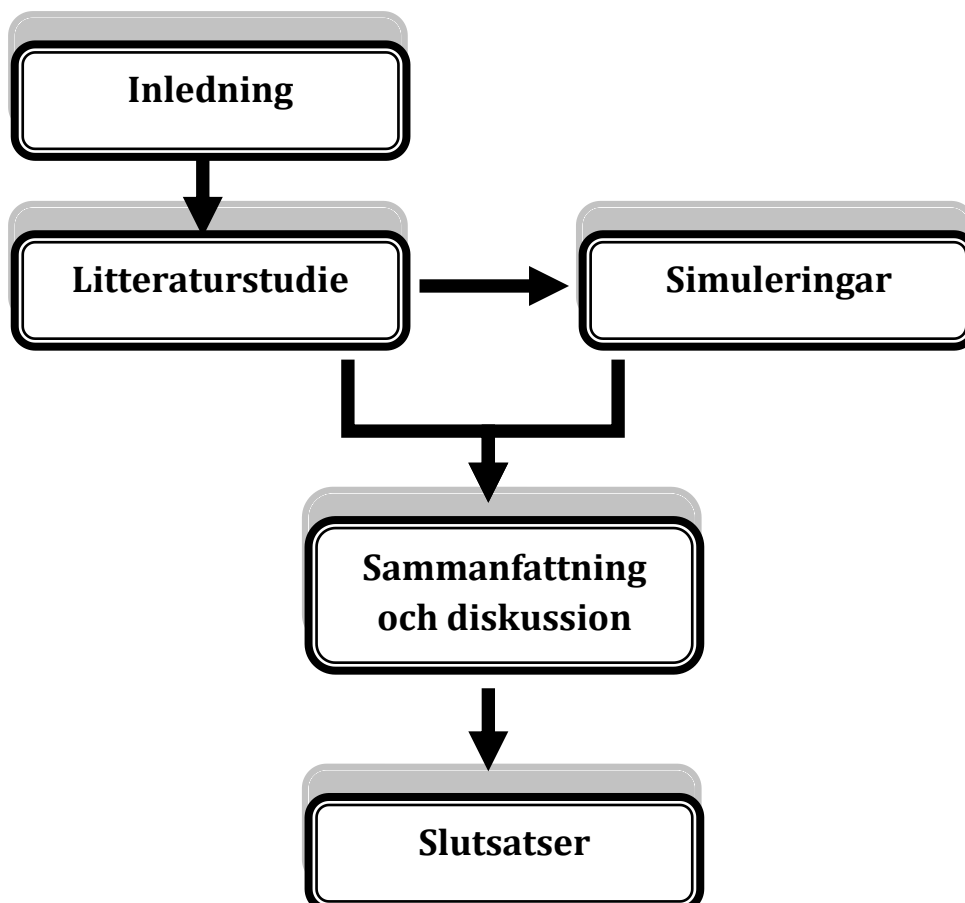 Inledning
Litteraturstudie
Simuleringar
Sammanfattning
och diskussion
Slutsatser